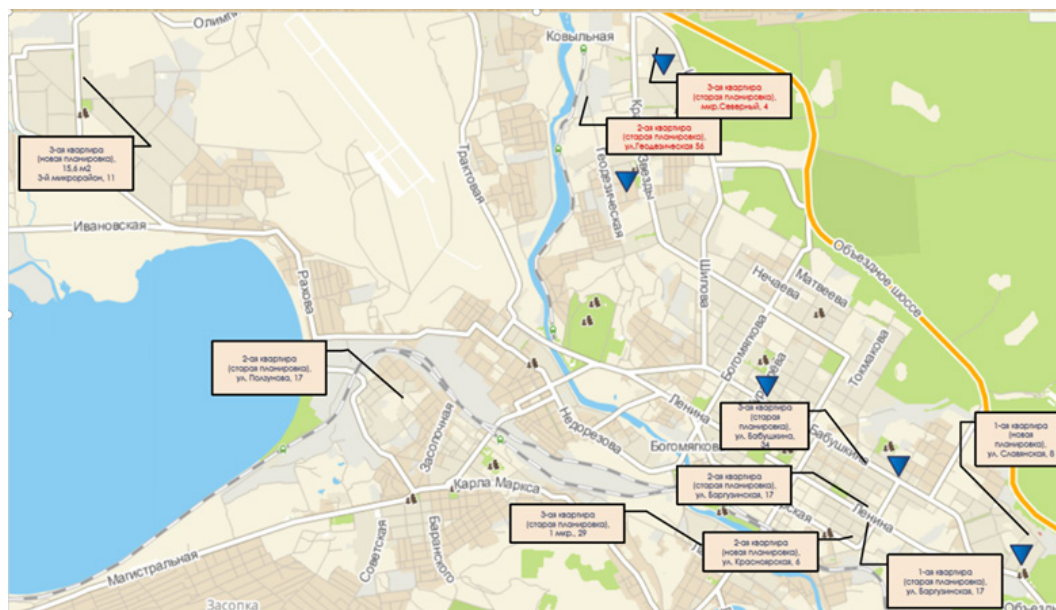 Олимпи
Ковыльная
3-ая квартира
(старая планировка),
мкр.Северный, 4
2-ая квартира
(старая планировка),
ул.Геодезическая 56
3-ая квартира
(новая планировка),
15,6 м2
3-й микрорайон, 11
Трактовая
Геодезическая
Звезды
Ивановская
Шилова
Объездное шоссе
Рахова
Нечаева
Матвеева
Богомягкова
Токмакова
2-ая квартира
(старая планировка),
ул. Ползунова, 17
Засопочная
Недорезова
Ленина
Богомягкова
3-ая квартира
(старая
планировка),
ул. Бабушкина,
34
Бабушкина
1-ая квартира
(новая
планировка),
ул. Славянская, 8
2-ая квартира
(старая планировка),
ул. Баргузинская, 17
Ленина
Карла Маркса
3-ая квартира
(старая планировка),
1 мкр., 29
2-ая квартира
(новая планировка),
ул. Красноярская, 6
1-ая квартира
(старая планировка),
ул. Баргузинская, 17
Советская
Баранского
Магистральная
Засопка
Объезд